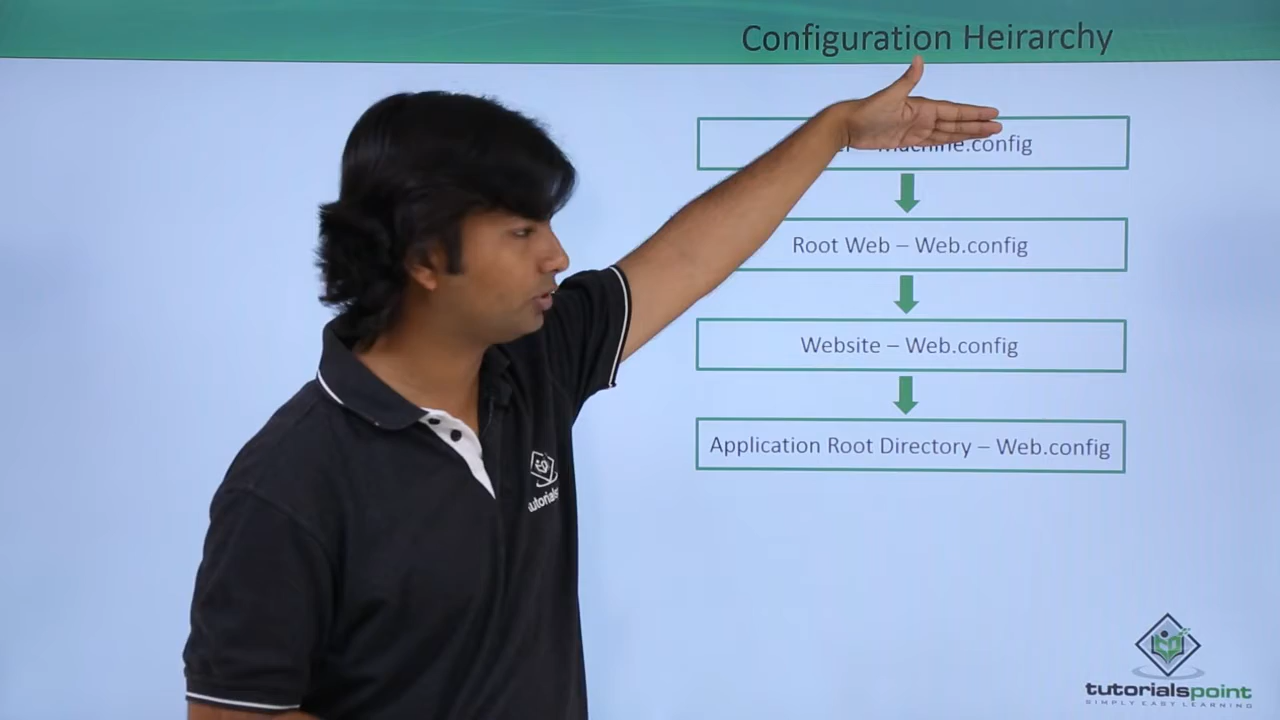 Configuration Heirarchy
– Machine.config
Root Web – Web.config
Website – Web.config
Application Root Directory – Web.config
tutorialspoint
SIMPLY EASY LEARNING